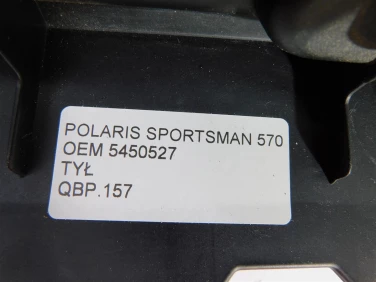 POLARIS SPORTSMAN 570
OEM 5450527
TYŁ
QBP.157